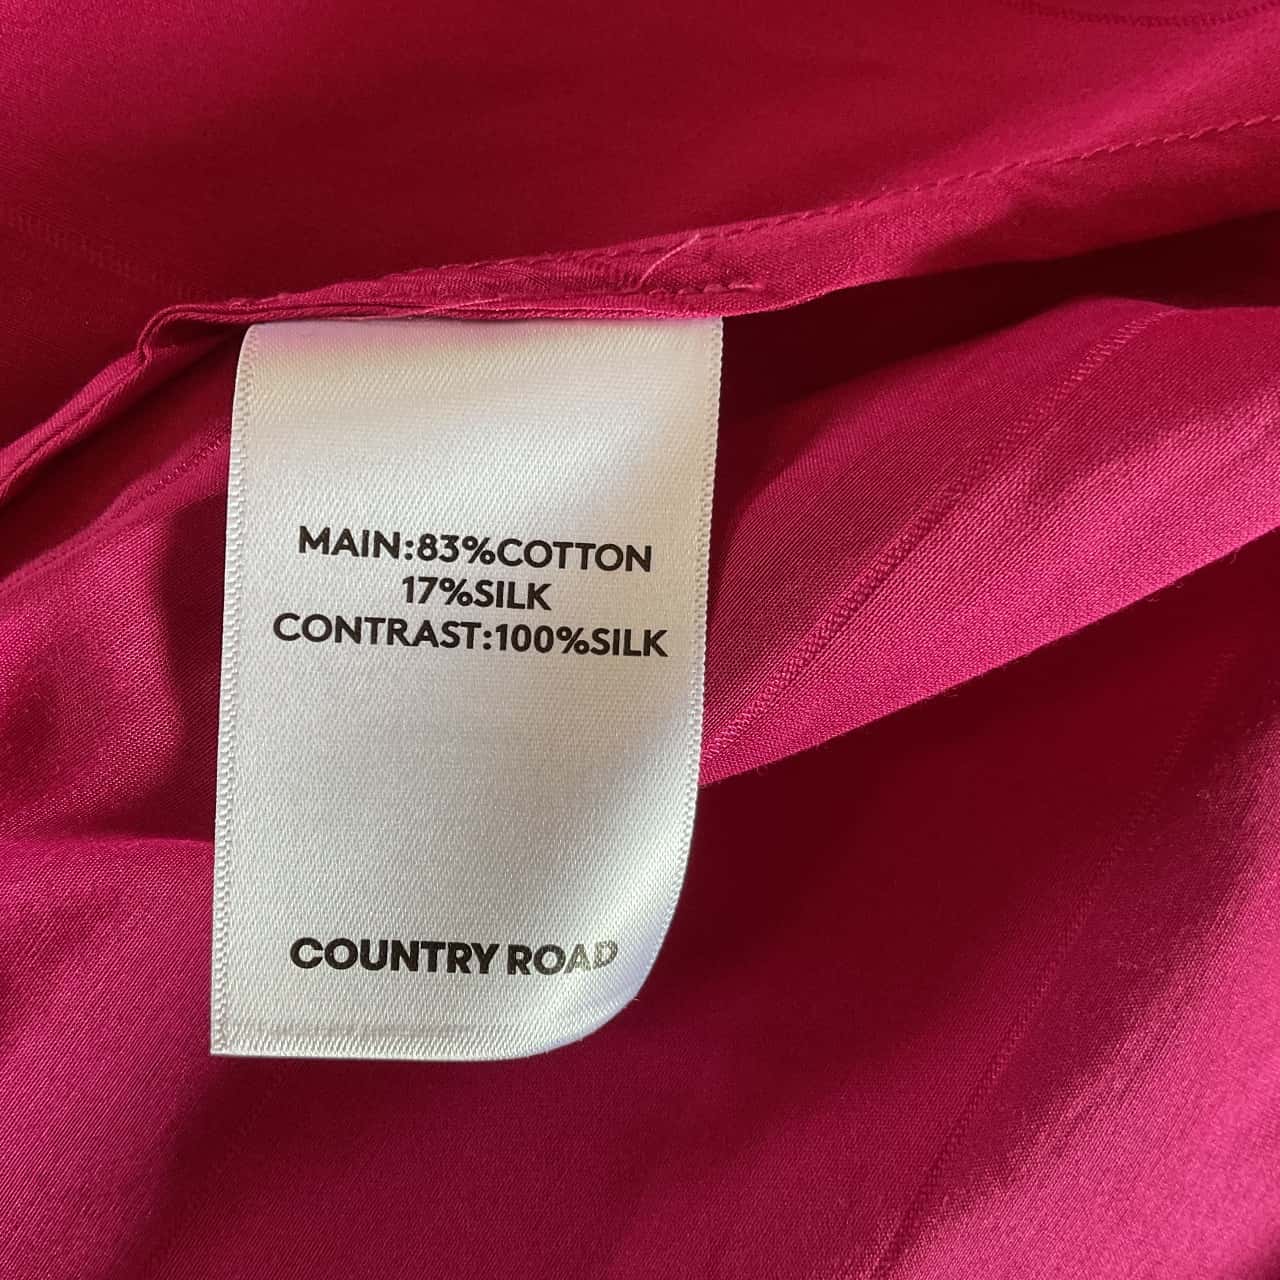 MAIN:83%COTTON
17%SILK
CONTRAST:100%SILK
COUNTRY ROAD